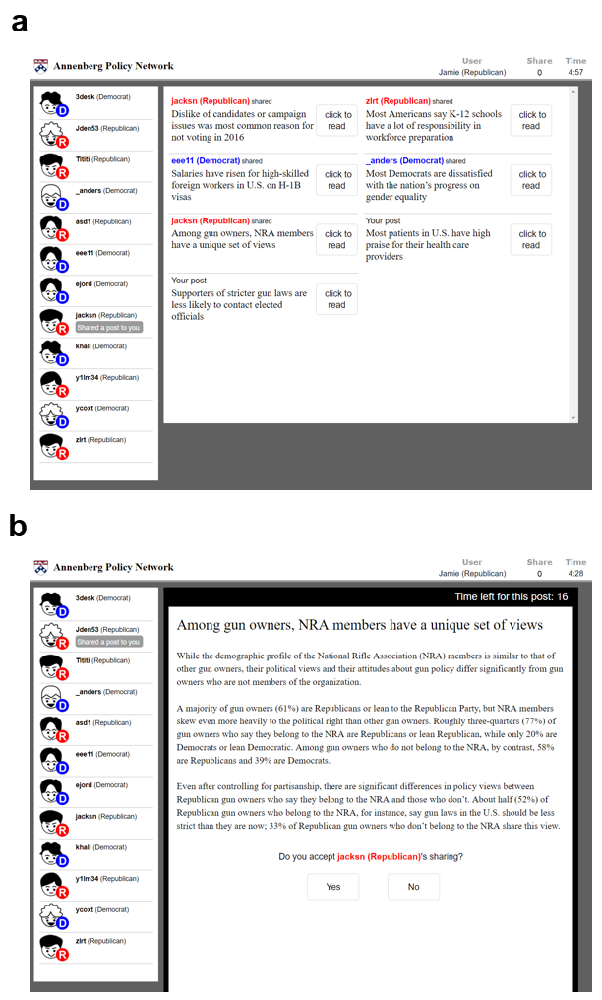 a
Annenberg Policy Network
User Share Time
Jamie (Republican) 0 4:57
3desk (Democrat)
D
Jden53 (Republican)
R
Tititi (Republican)
R
_anders (Democrat)
D
asd1 (Republican)
R
eee11 (Democrat)
D
ejord (Democrat)
D
jacksn (Republican)
Shared a post to you
R
khall (Democrat)
D
y1lm34 (Republican)
R
ycoxt (Democrat)
D
zlrt (Republican)
R
jacksn (Republican) shared
Dislike of candidates or campaign
issues was most common reason for
not voting in 2016
click to
read
zlrt (Republican) shared
Most Americans say K-12 schools
have a lot of responsibility in
workforce preparation
click to
read
eee11 (Democrat) shared
Salaries have risen for high-skilled
foreign workers in U.S. on H-1B
visas
click to
read
_anders (Democrat) shared
Most Democrats are dissatisfied
with the nation's progress on
gender equality
click to
read
jacksn (Republican) shared
Among gun owners, NRA members
have a unique set of views
click to
read
Your post
Most patients in U.S. have high
praise for their health care
providers
click to
read
Your post
Supporters of stricter gun laws are
less likely to contact elected
officials
click to
read
b
Annenberg Policy Network
User Share Time
Jamie (Republican) 0 4:28
3desk (Democrat)
D
Jden53 (Republican)
Shared a post to you
R
Tititi (Republican)
R
_anders (Democrat)
D
asd1 (Republican)
R
eee11 (Democrat)
D
ejord (Democrat)
D
jacksn (Republican)
R
khall (Democrat)
D
y1lm34 (Republican)
R
ycoxt (Democrat)
D
zlrt (Republican)
R
Time left for this post: 16
Among gun owners, NRA members have a unique set of views
While the demographic profile of the National Rifle Association (NRA) members is similar to that of
other gun owners, their political views and their attitudes about gun policy differ significantly from gun
owners who are not members of the organization.
A majority of gun owners (61%) are Republicans or lean to the Republican Party, but NRA members
skew even more heavily to the political right than other gun owners. Roughly three-quarters (77%) of
gun owners who say they belong to the NRA are Republicans or lean Republican, while only 20% are
Democrats or lean Democratic. Among gun owners who do not belong to the NRA, by contrast, 58%
are Republicans and 39% are Democrats.
Even after controlling for partisanship, there are significant differences in policy views between
Republican gun owners who say they belong to the NRA and those who don't. About half (52%) of
Republican gun owners who belong to the NRA, for instance, say gun laws in the U.S. should be less
strict than they are now; 33% of Republican gun owners who don't belong to the NRA share this view.
Do you accept jacksn (Republican)'s sharing?
Yes No